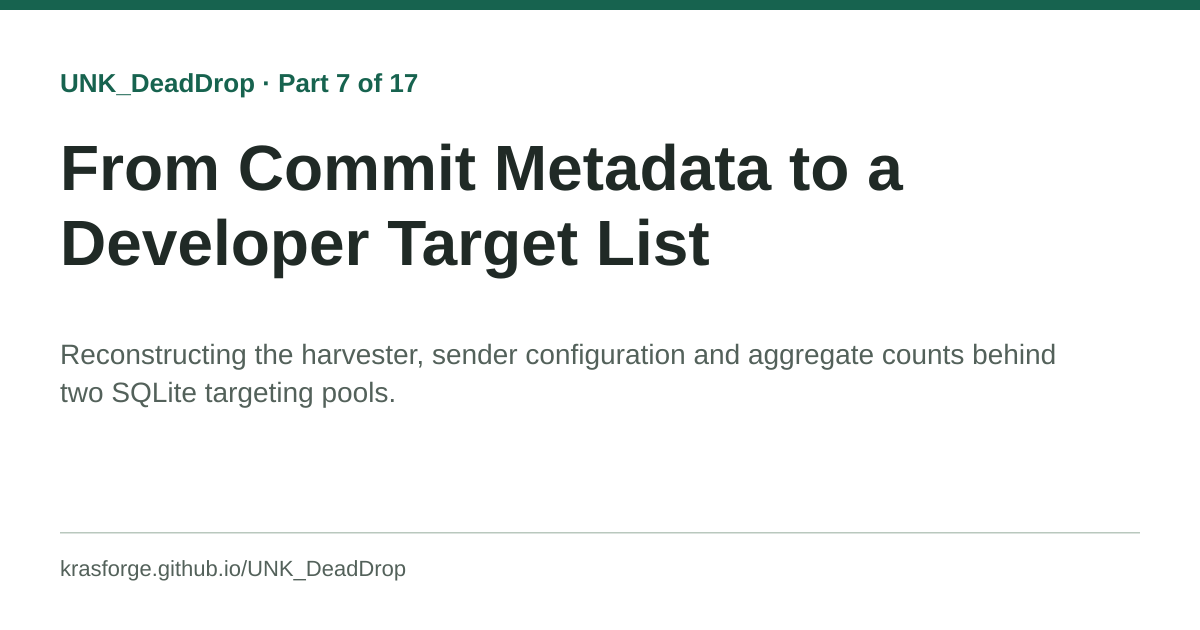 UNK_DeadDrop · Part 7 of 17
From Commit Metadata to a
Developer Target List
Reconstructing the harvester, sender configuration and aggregate counts behind
two SQLite targeting pools.
krasforge.github.io/UNK_DeadDrop